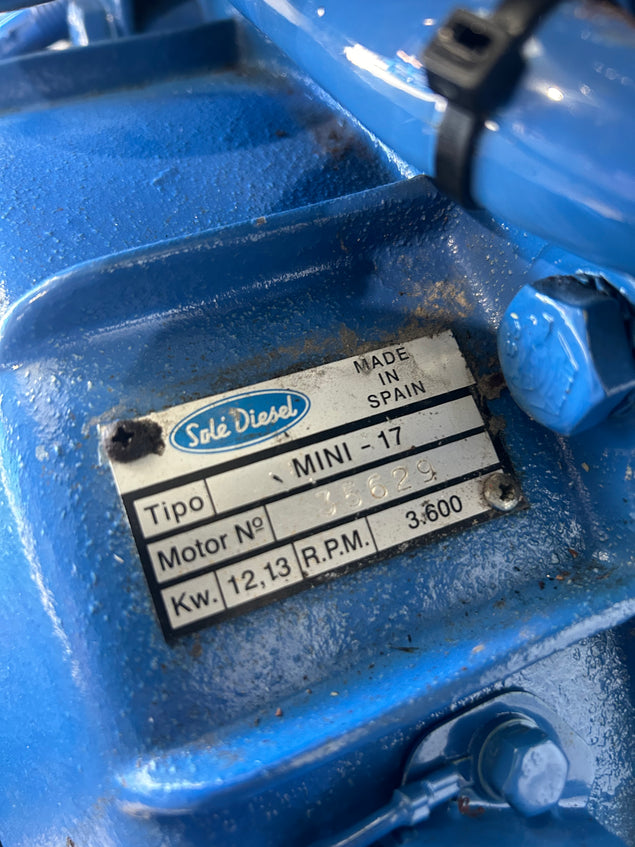 Solé Diesel
MADE
IN
SPAIN
Tipo MINI - 17
Motor Nº 35629
Kw. 12,13 R.P.M. 3.600